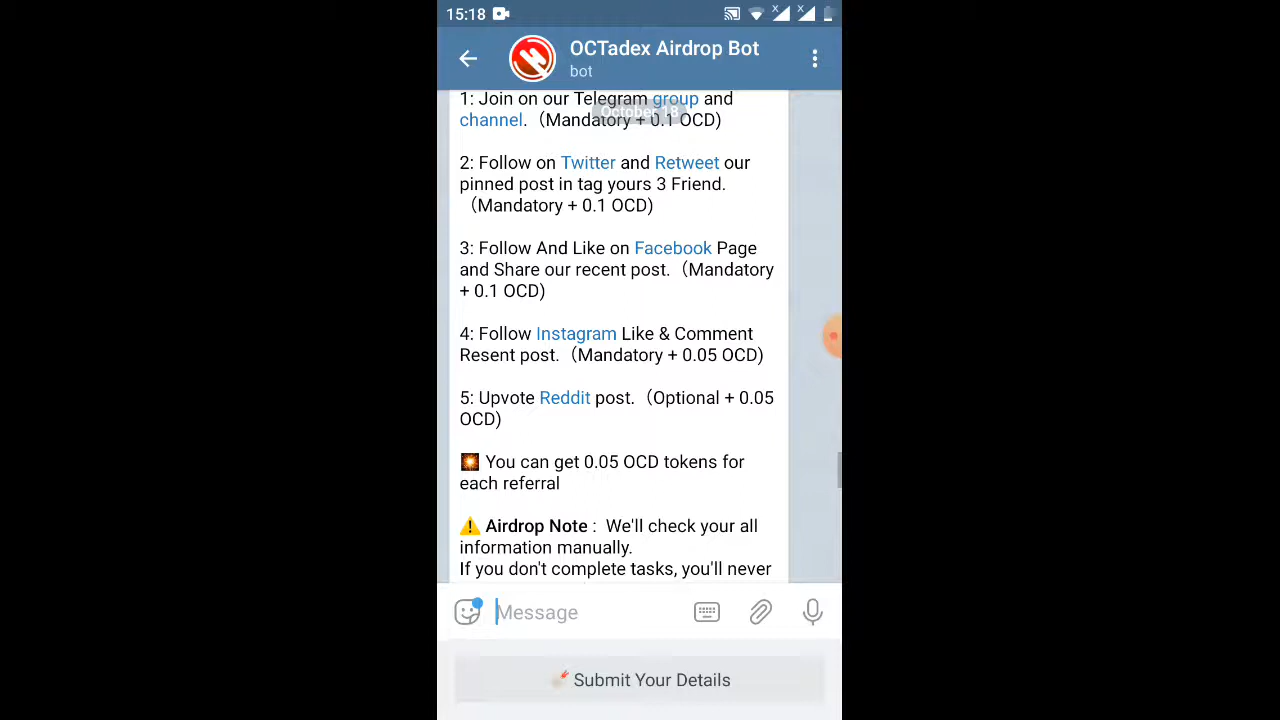 15:18
OCTadex Airdrop Bot
bot
1: Join on our Telegram group and
October 18
channel.（Mandatory + 0.1 OCD)
2: Follow on Twitter and Retweet our
pinned post in tag yours 3 Friend.
（Mandatory + 0.1 OCD)
3: Follow And Like on Facebook Page
and Share our recent post.（Mandatory
+ 0.1 OCD)
4: Follow Instagram Like & Comment
Resent post.（Mandatory + 0.05 OCD)
5: Upvote Reddit post.（Optional + 0.05
OCD)
💥 You can get 0.05 OCD tokens for
each referral
⚠️ Airdrop Note : We'll check your all
information manually.
If you don't complete tasks, you'll never
Message
Submit Your Details